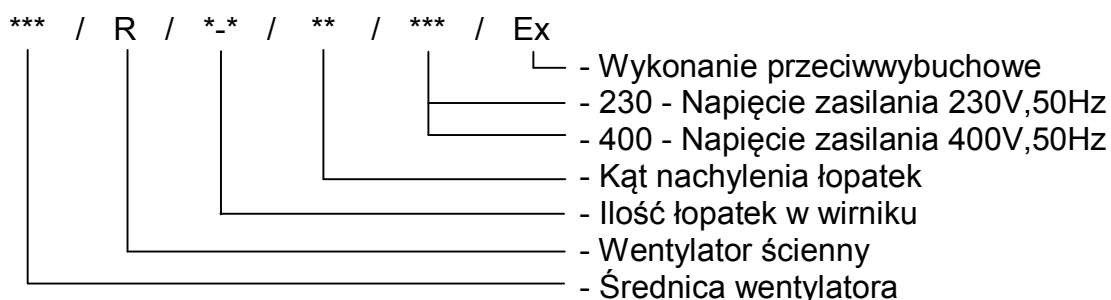 *** / R / *-* / ** / *** / Ex
- Wykonanie przeciwwybuchowe
- 230 - Napięcie zasilania 230V,50Hz
- 400 - Napięcie zasilania 400V,50Hz
- Kąt nachylenia łopatek
- Ilość łopatek w wirniku
- Wentylator ścienny
- Średnica wentylatora